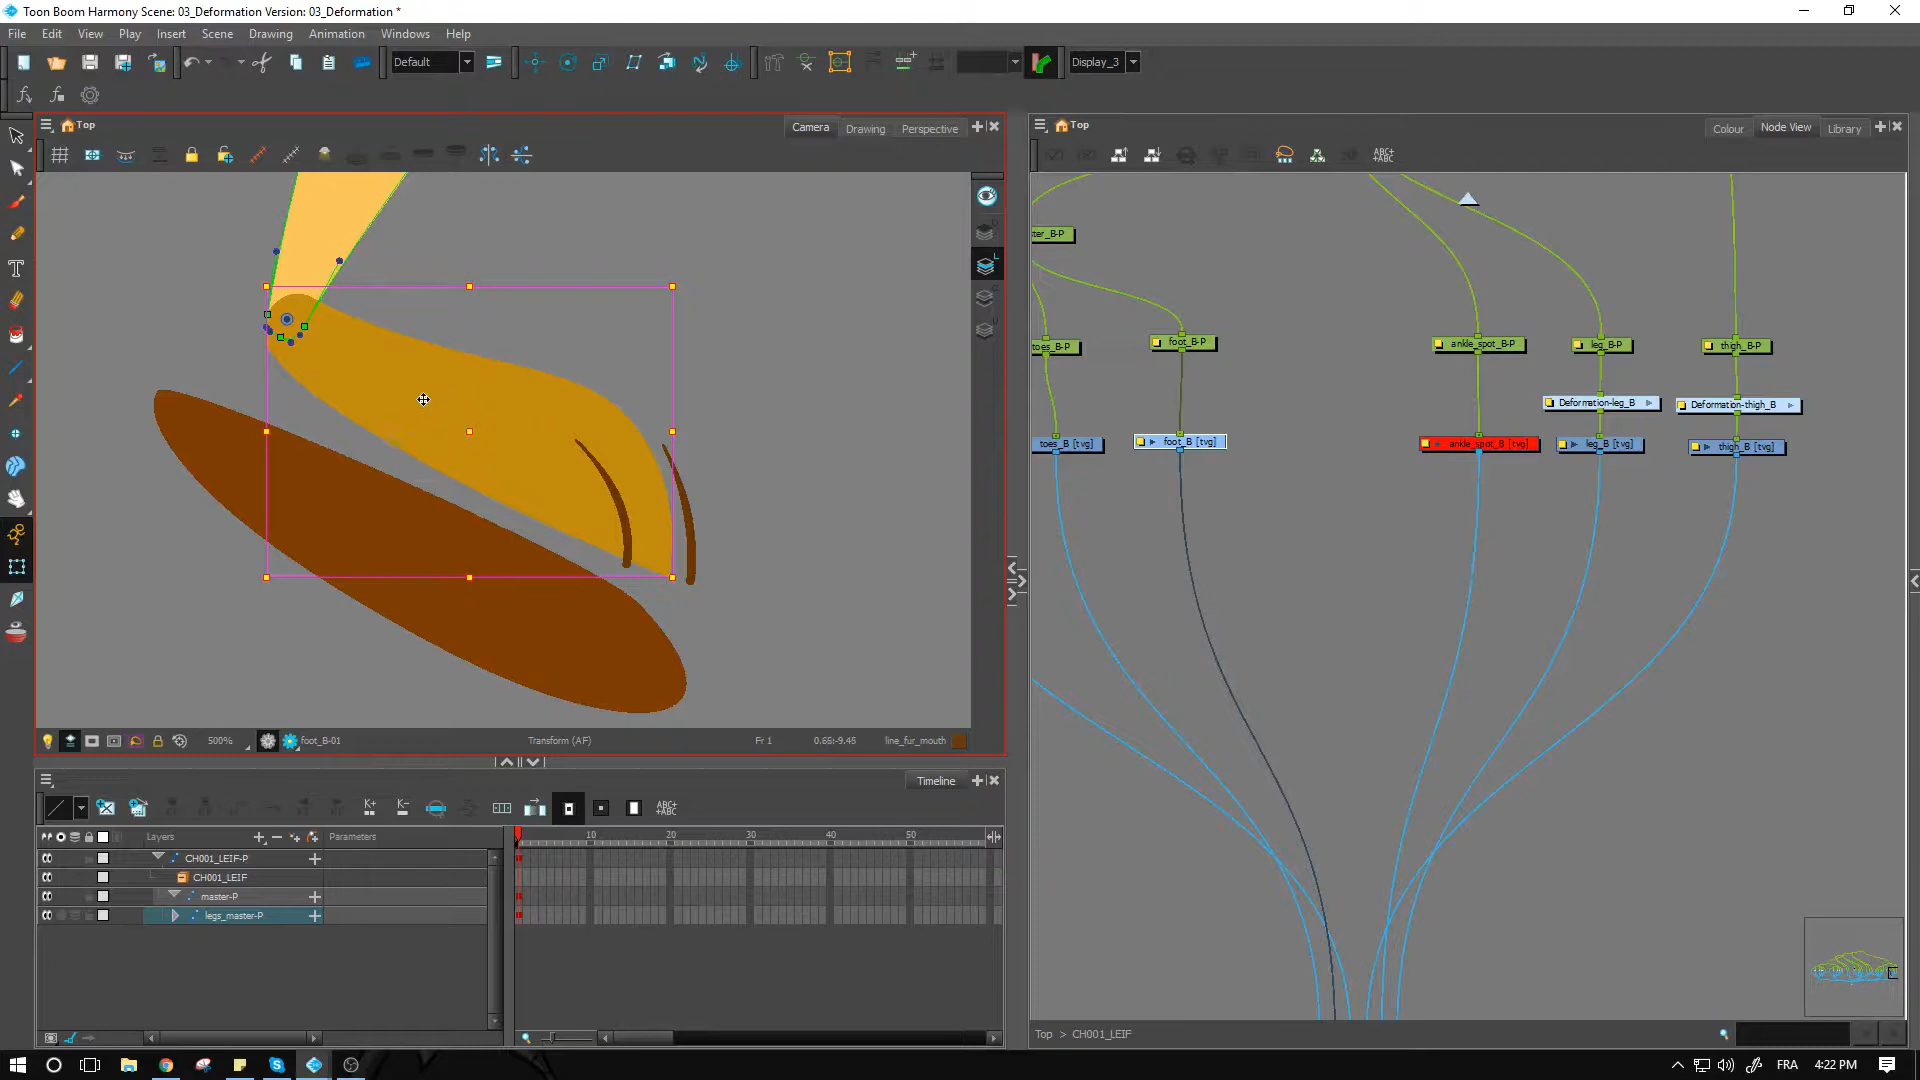 Toon Boom Harmony Scene: 03_Deformation Version: 03_Deformation *
File Edit View Play Insert Scene Drawing Animation Windows Help
Default
Display_3
Top
Camera
Drawing
Perspective
Top
Colour
Node View
Library
ABC+
+ABC
ter_B-P
toes_B-P
foot_B-P
ankle_spot_B-P
leg_B-P
thigh_B-P
Deformation-leg_B
Deformation-thigh_B
toes_B [tvg]
foot_B [tvg]
ankle_spot_B [tvg]
leg_B [tvg]
thigh_B [tvg]
500%
foot_B-01
Transform (AF)
Fr 1
0.65:-9.45
line_fur_mouth
Timeline
K+
K-
ABC+
+ABC
Layers
Parameters
10
20
30
40
50
CH001_LEIF-P
CH001_LEIF
master-P
legs_master-P
Top > CH001_LEIF
FRA
4:22 PM